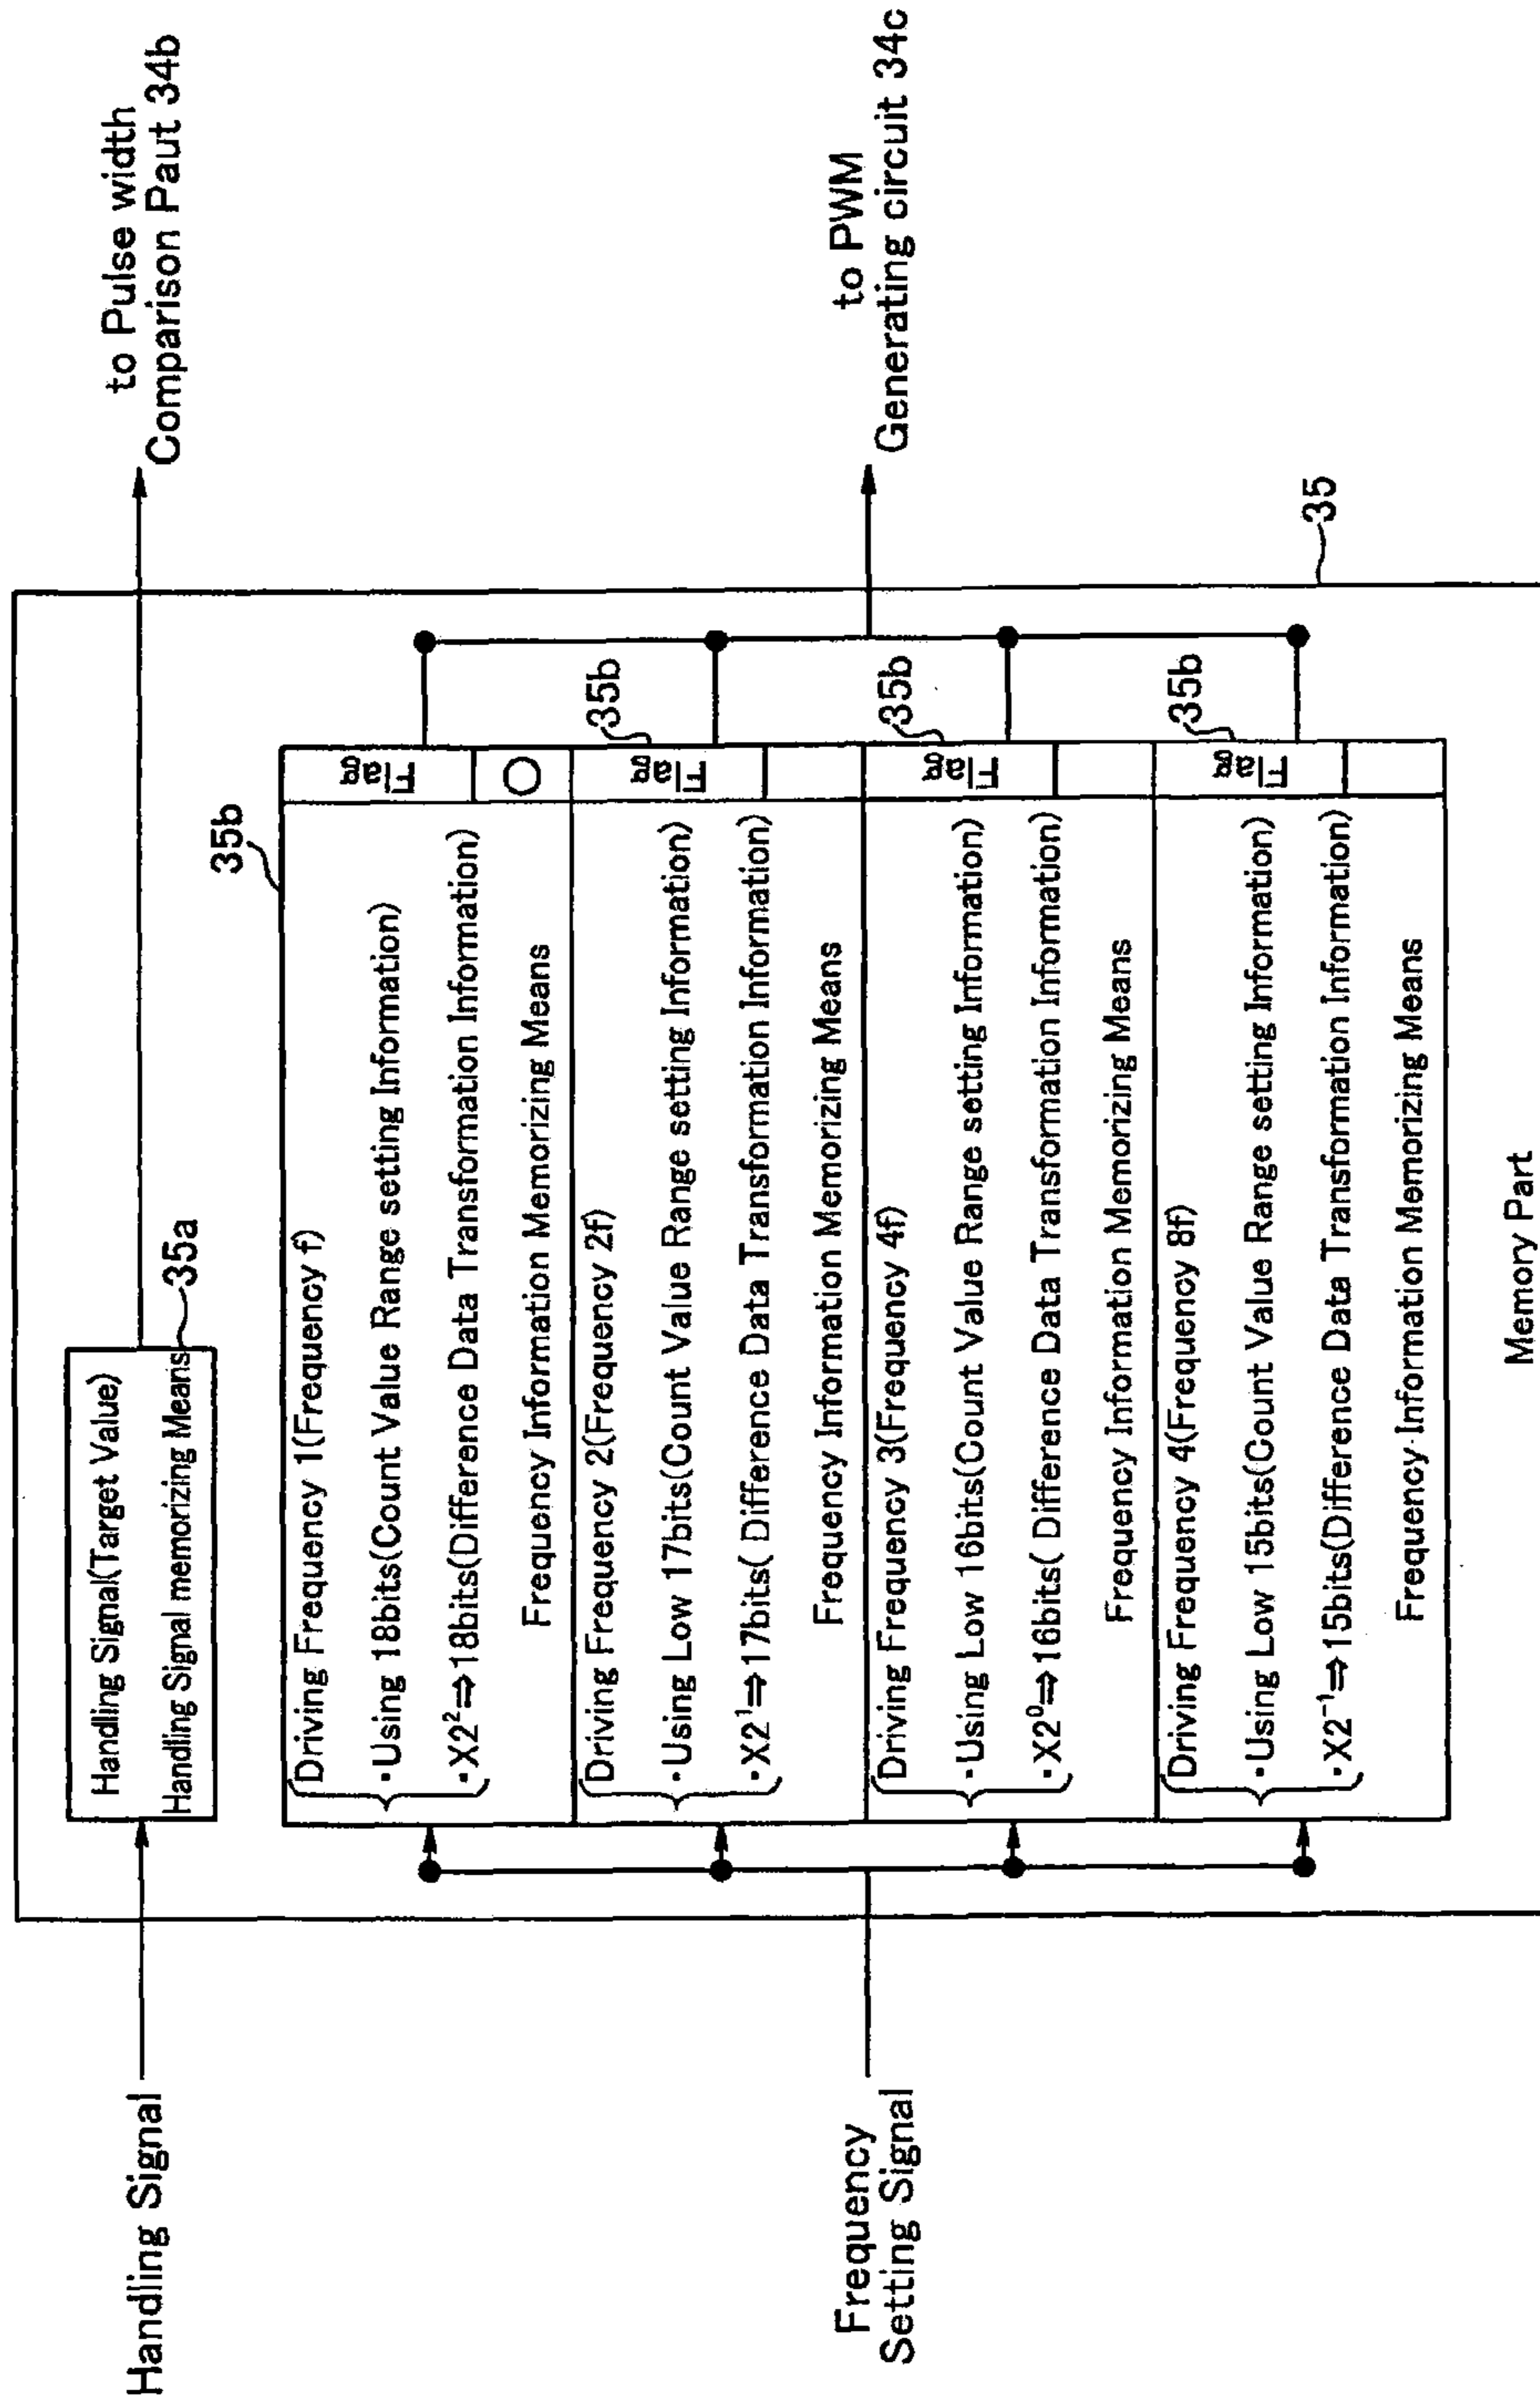 Handling Signal
Handling Signal(Target Value)
Handling Signal memorizing Means
35a
to Pulse width
Comparison Paut 34b
Frequency
Setting Signal
35b
Driving Frequency 1(Frequency f)
・Using 18bits(Count Value Range setting Information)
・X2²⇒18bits(Difference Data Transformation Information)
Frequency Information Memorizing Means
Flag
○
Driving Frequency 2(Frequency 2f)
・Using Low 17bits(Count Value Range setting Information)
・X2¹⇒17bits( Difference Data Transformation Information)
Frequency Information Memorizing Means
Flag
35b
Driving Frequency 3(Frequency 4f)
・Using Low 16bits(Count Value Range setting Information)
・X2⁰⇒16bits( Difference Data Transformation Information)
Frequency Information Memorizing Means
Flag
35b
Driving Frequency 4(Frequency 8f)
・Using Low 15bits(Count Value Range setting Information)
・X2⁻¹⇒15bits(Difference Data Transformation Information)
Frequency Information Memorizing Means
Flag
35b
to PWM
Generating circuit 34c
35
Memory Part